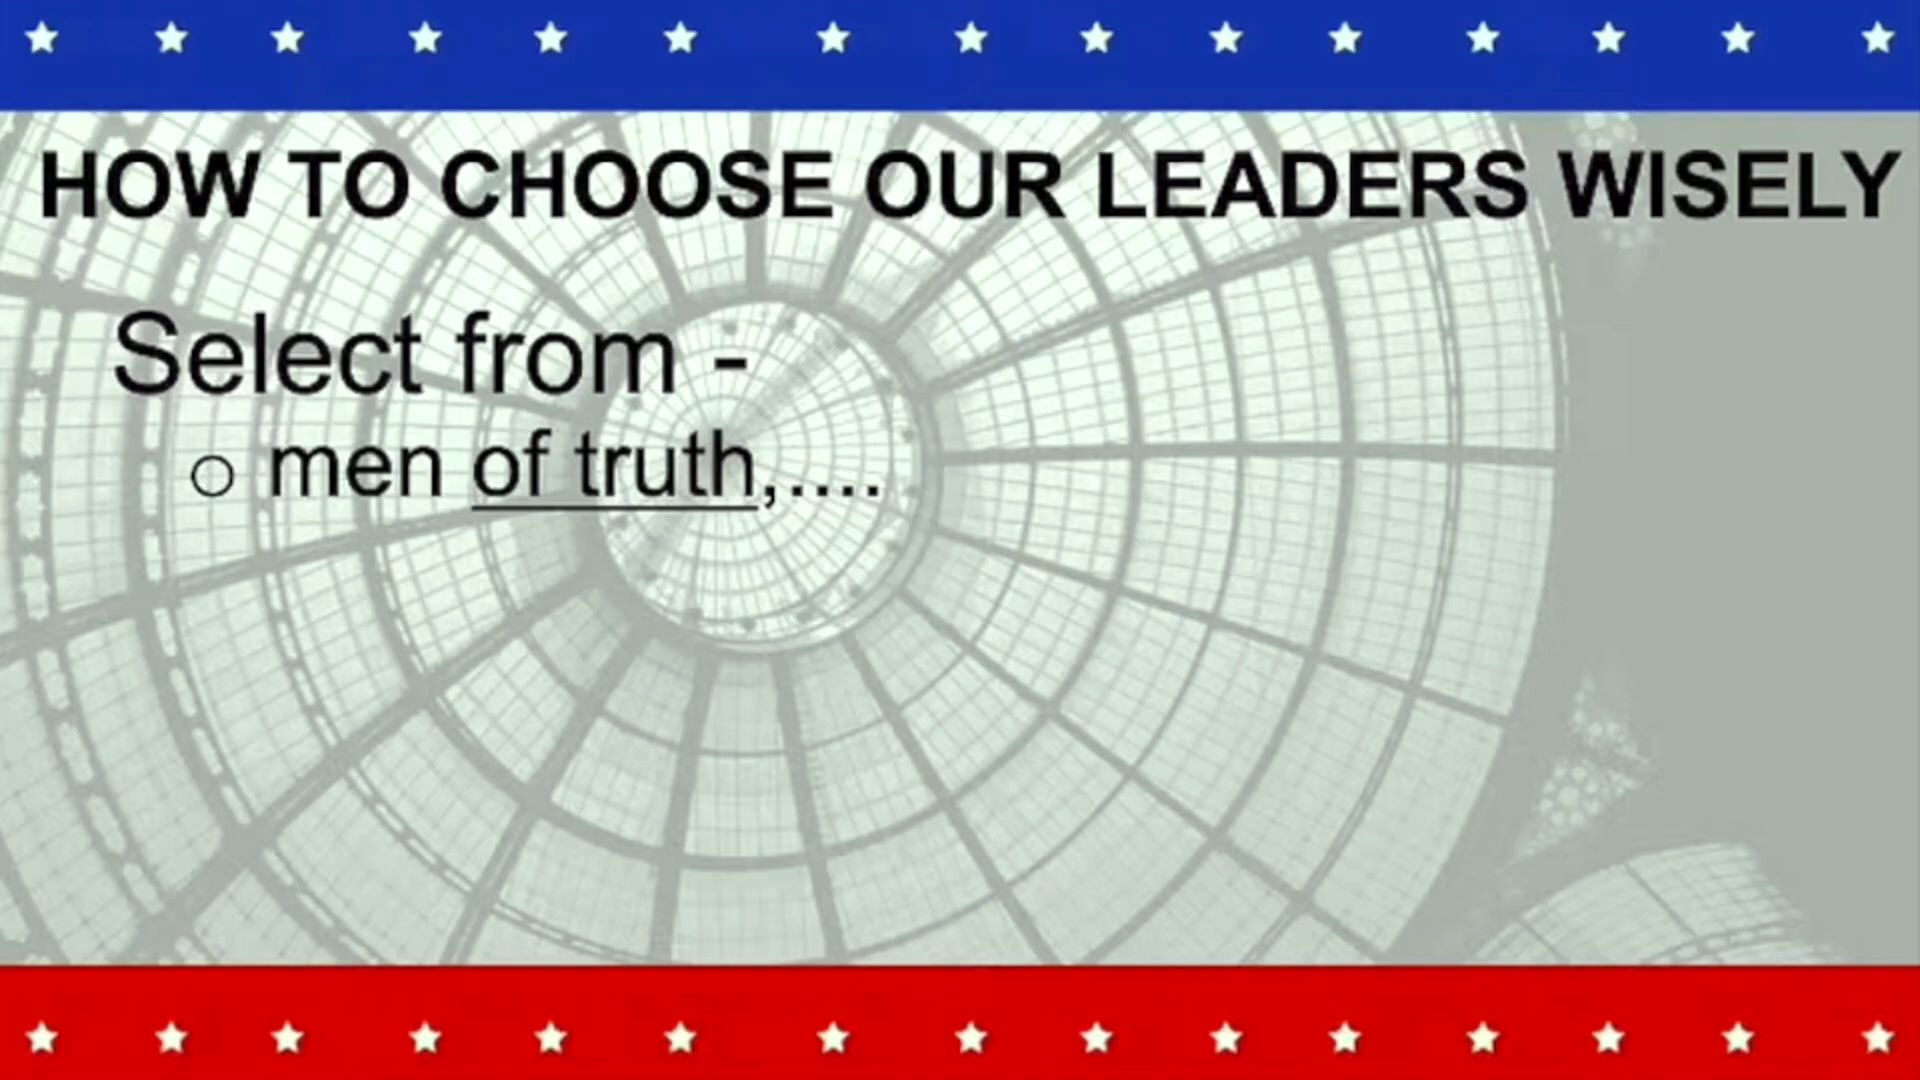 HOW TO CHOOSE OUR LEADERS WISELY
Select from -
o men of truth,....